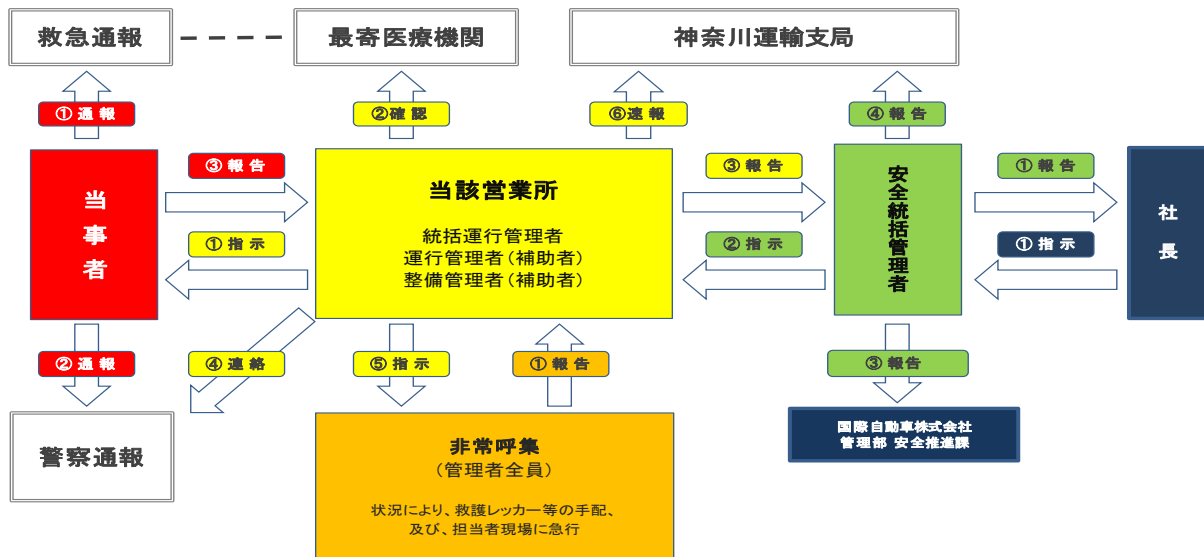 救急通報
最寄医療機関
神奈川運輸支局
①通報
②確認
⑥速報
④報告
当事者
③報告
①指示
当該営業所
統括運行管理者
運行管理者(補助者)
整備管理者(補助者)
③報告
②指示
安全統括管理者
①報告
①指示
社長
②通報
④連絡
⑤指示
①報告
③報告
警察通報
非常呼集
(管理者全員)
状況により、救護レッカー等の手配、
及び、担当者現場に急行
国際自動車株式会社
管理部 安全推進課